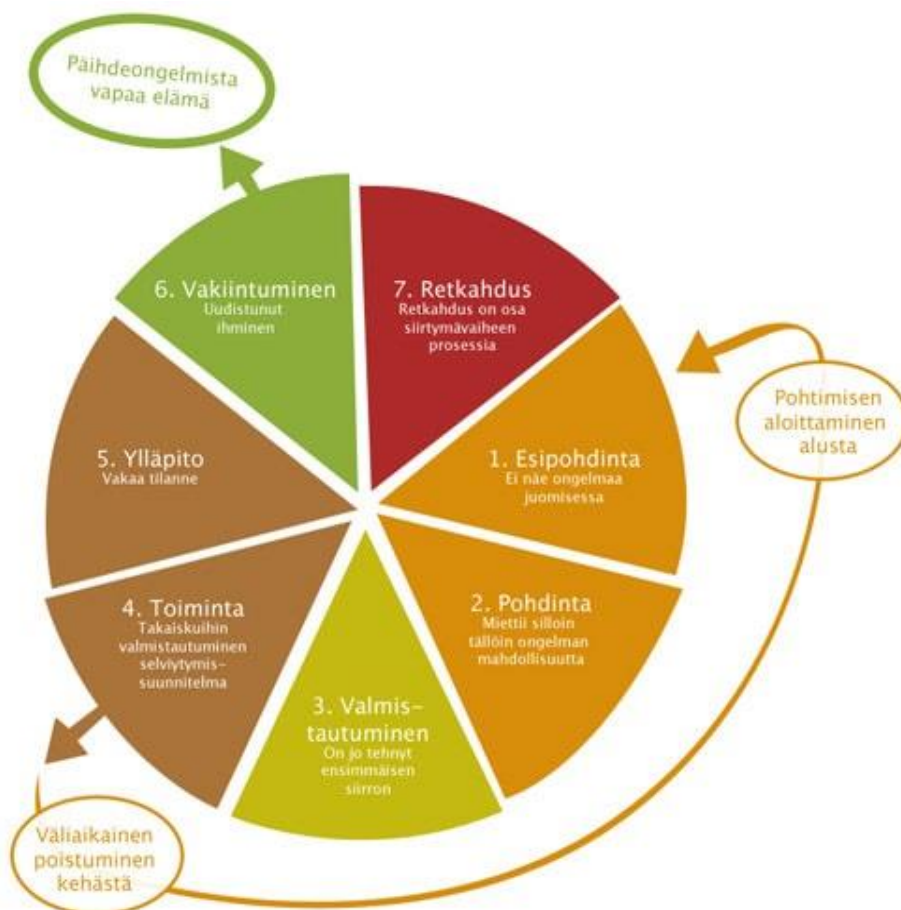 Päihdeongelmista
vapaa elämä
6. Vakiintuminen
Uudistunut
ihminen
7. Retkahdus
Retkahdus on osa
siirtymävaiheen
prosessia
Pohtimisen
aloittaminen
alusta
5. Ylläpito
Vakaa tilanne
1. Esipohdinta
Ei näe ongelmaa
juomisessa
4. Toiminta
Takaiskuihin
valmistautuminen
selviytymis-
suunnitelma
2. Pohdinta
Miettii silloin
tällöin ongelman
mahdollisuutta
3. Valmis-
tautuminen
On jo tehnyt
ensimmäisen
siirron
Väliaikainen
poistuminen
kehästä